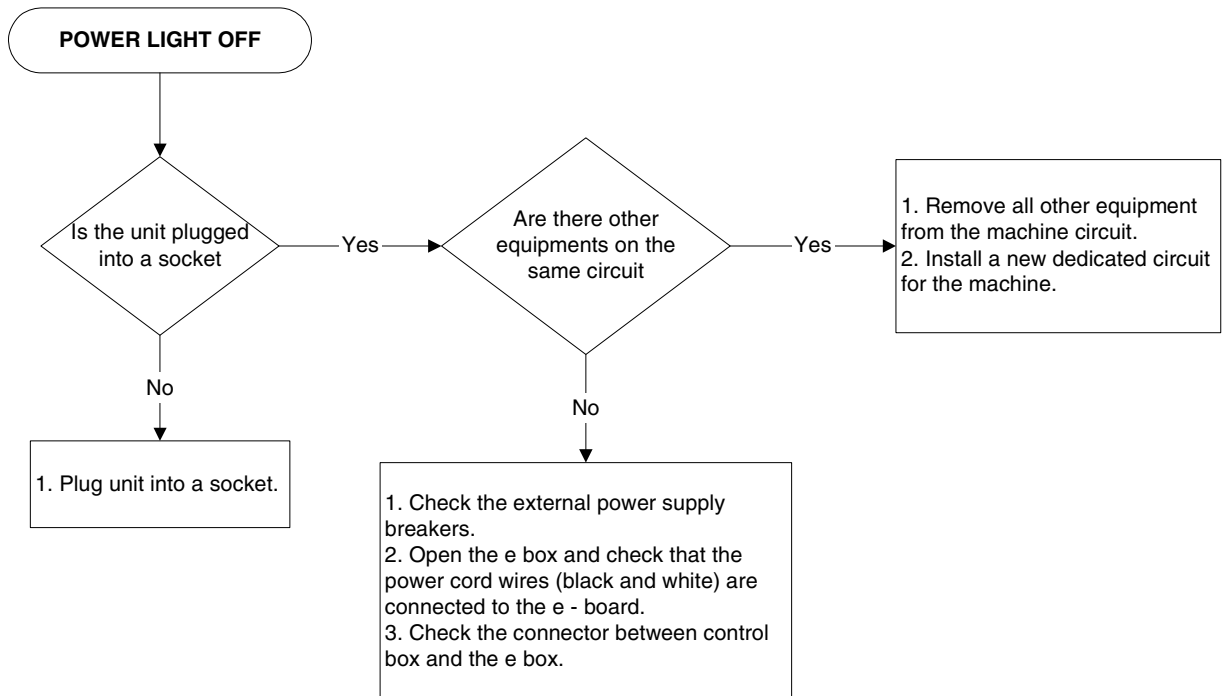 POWER LIGHT OFF
Is the unit plugged
into a socket
Yes
Are there other
equipments on the
same circuit
Yes
1. Remove all other equipment
from the machine circuit.
2. Install a new dedicated circuit
for the machine.
No
1. Plug unit into a socket.
No
1. Check the external power supply
breakers.
2. Open the e box and check that the
power cord wires (black and white) are
connected to the e - board.
3. Check the connector between control
box and the e box.